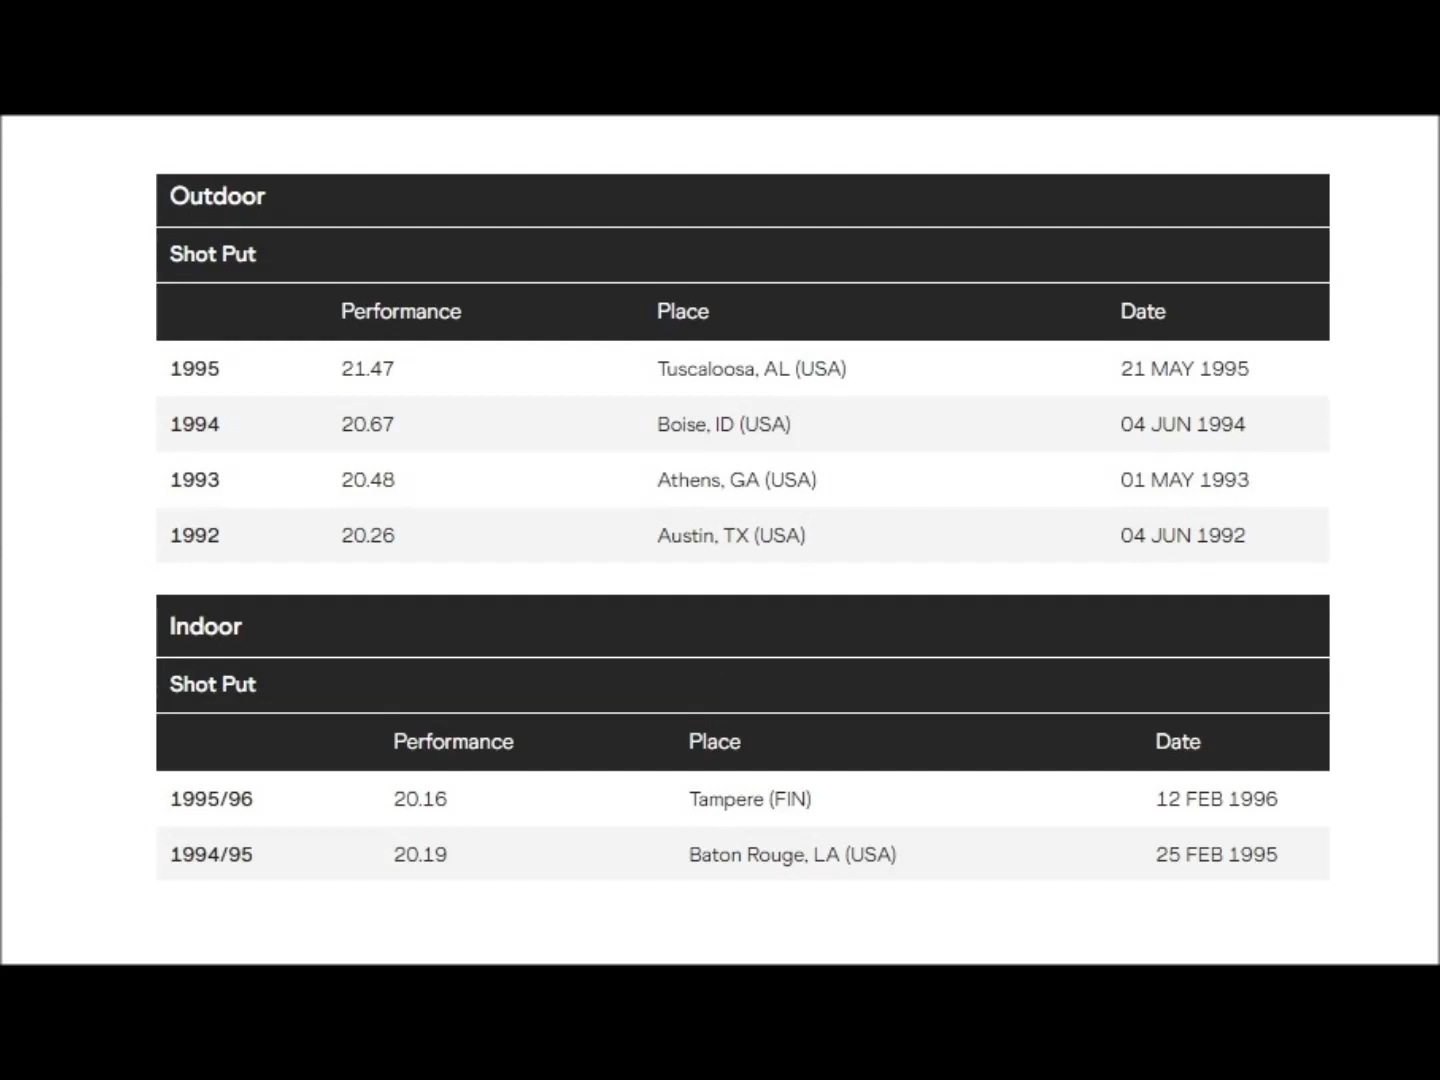 Outdoor
Shot Put
Performance Place Date
1995 21.47 Tuscaloosa, AL (USA) 21 MAY 1995
1994 20.67 Boise, ID (USA) 04 JUN 1994
1993 20.48 Athens, GA (USA) 01 MAY 1993
1992 20.26 Austin, TX (USA) 04 JUN 1992
Indoor
Shot Put
Performance Place Date
1995/96 20.16 Tampere (FIN) 12 FEB 1996
1994/95 20.19 Baton Rouge, LA (USA) 25 FEB 1995